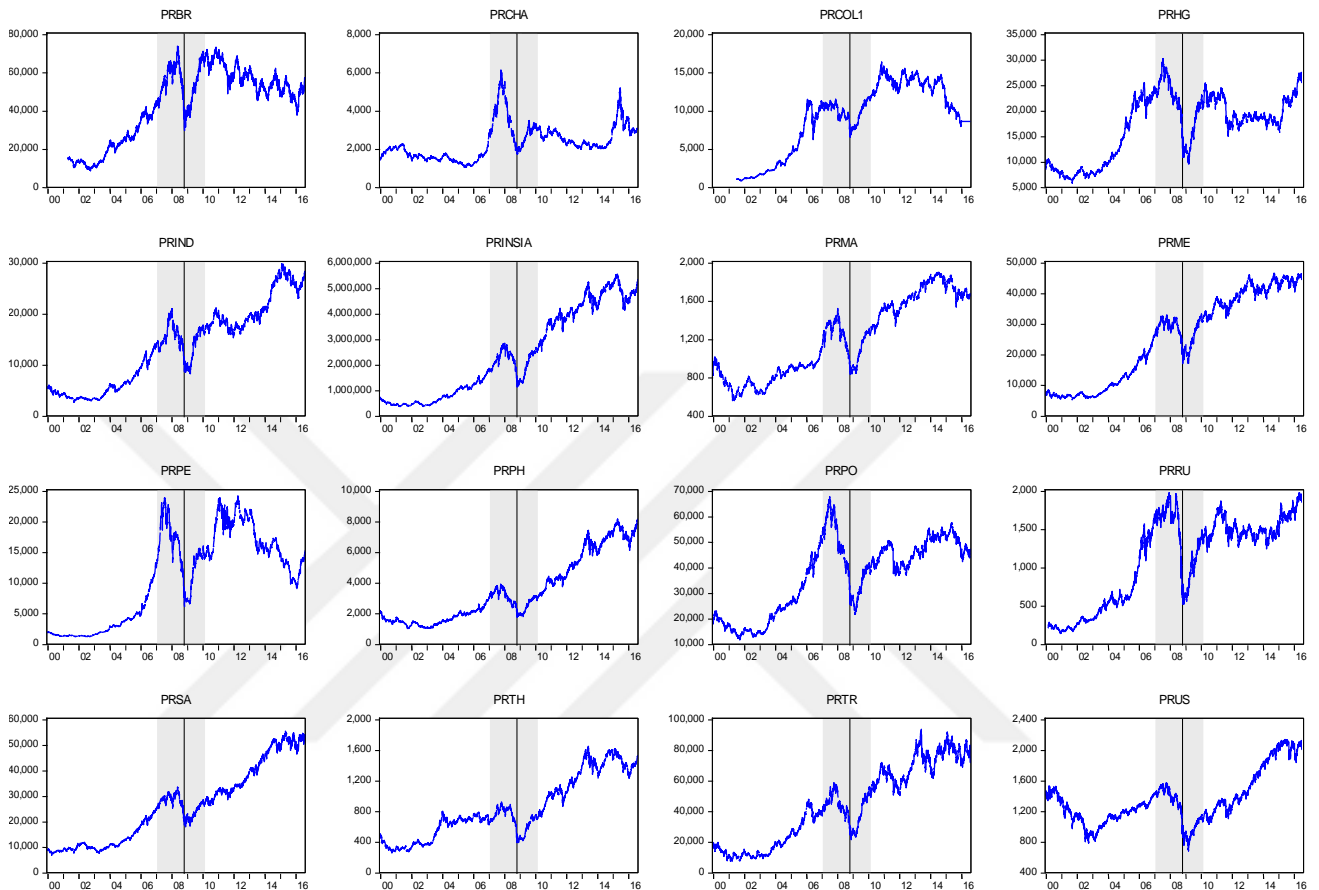 PRBR
80,000
60,000
40,000
20,000
0
00 02 04 06 08 10 12 14 16
PRCHA
8,000
6,000
4,000
2,000
0
00 02 04 06 08 10 12 14 16
PRCOL1
20,000
15,000
10,000
5,000
0
00 02 04 06 08 10 12 14 16
PRHG
35,000
30,000
25,000
20,000
15,000
10,000
5,000
00 02 04 06 08 10 12 14 16
PRIND
30,000
20,000
10,000
0
00 02 04 06 08 10 12 14 16
PRINSIA
6,000,000
5,000,000
4,000,000
3,000,000
2,000,000
1,000,000
0
00 02 04 06 08 10 12 14 16
PRMA
2,000
1,600
1,200
800
400
00 02 04 06 08 10 12 14 16
PRME
50,000
40,000
30,000
20,000
10,000
0
00 02 04 06 08 10 12 14 16
PRPE
25,000
20,000
15,000
10,000
5,000
0
00 02 04 06 08 10 12 14 16
PRPH
10,000
8,000
6,000
4,000
2,000
0
00 02 04 06 08 10 12 14 16
PRPO
70,000
60,000
50,000
40,000
30,000
20,000
10,000
00 02 04 06 08 10 12 14 16
PRRU
2,000
1,500
1,000
500
0
00 02 04 06 08 10 12 14 16
PRSA
60,000
50,000
40,000
30,000
20,000
10,000
0
00 02 04 06 08 10 12 14 16
PRTH
2,000
1,600
1,200
800
400
0
00 02 04 06 08 10 12 14 16
PRTR
100,000
80,000
60,000
40,000
20,000
0
00 02 04 06 08 10 12 14 16
PRUS
2,400
2,000
1,600
1,200
800
400
00 02 04 06 08 10 12 14 16